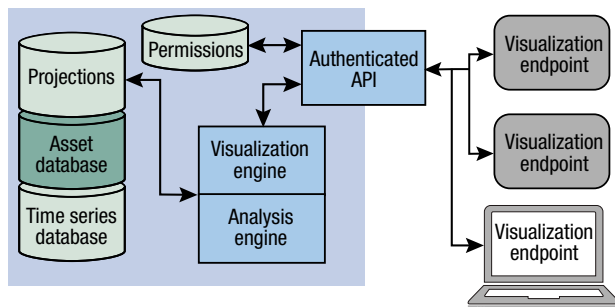 Projections
Asset
database
Time series
database
Permissions
Authenticated
API
Visualization
engine
Analysis
engine
Visualization
endpoint
Visualization
endpoint
Visualization
endpoint